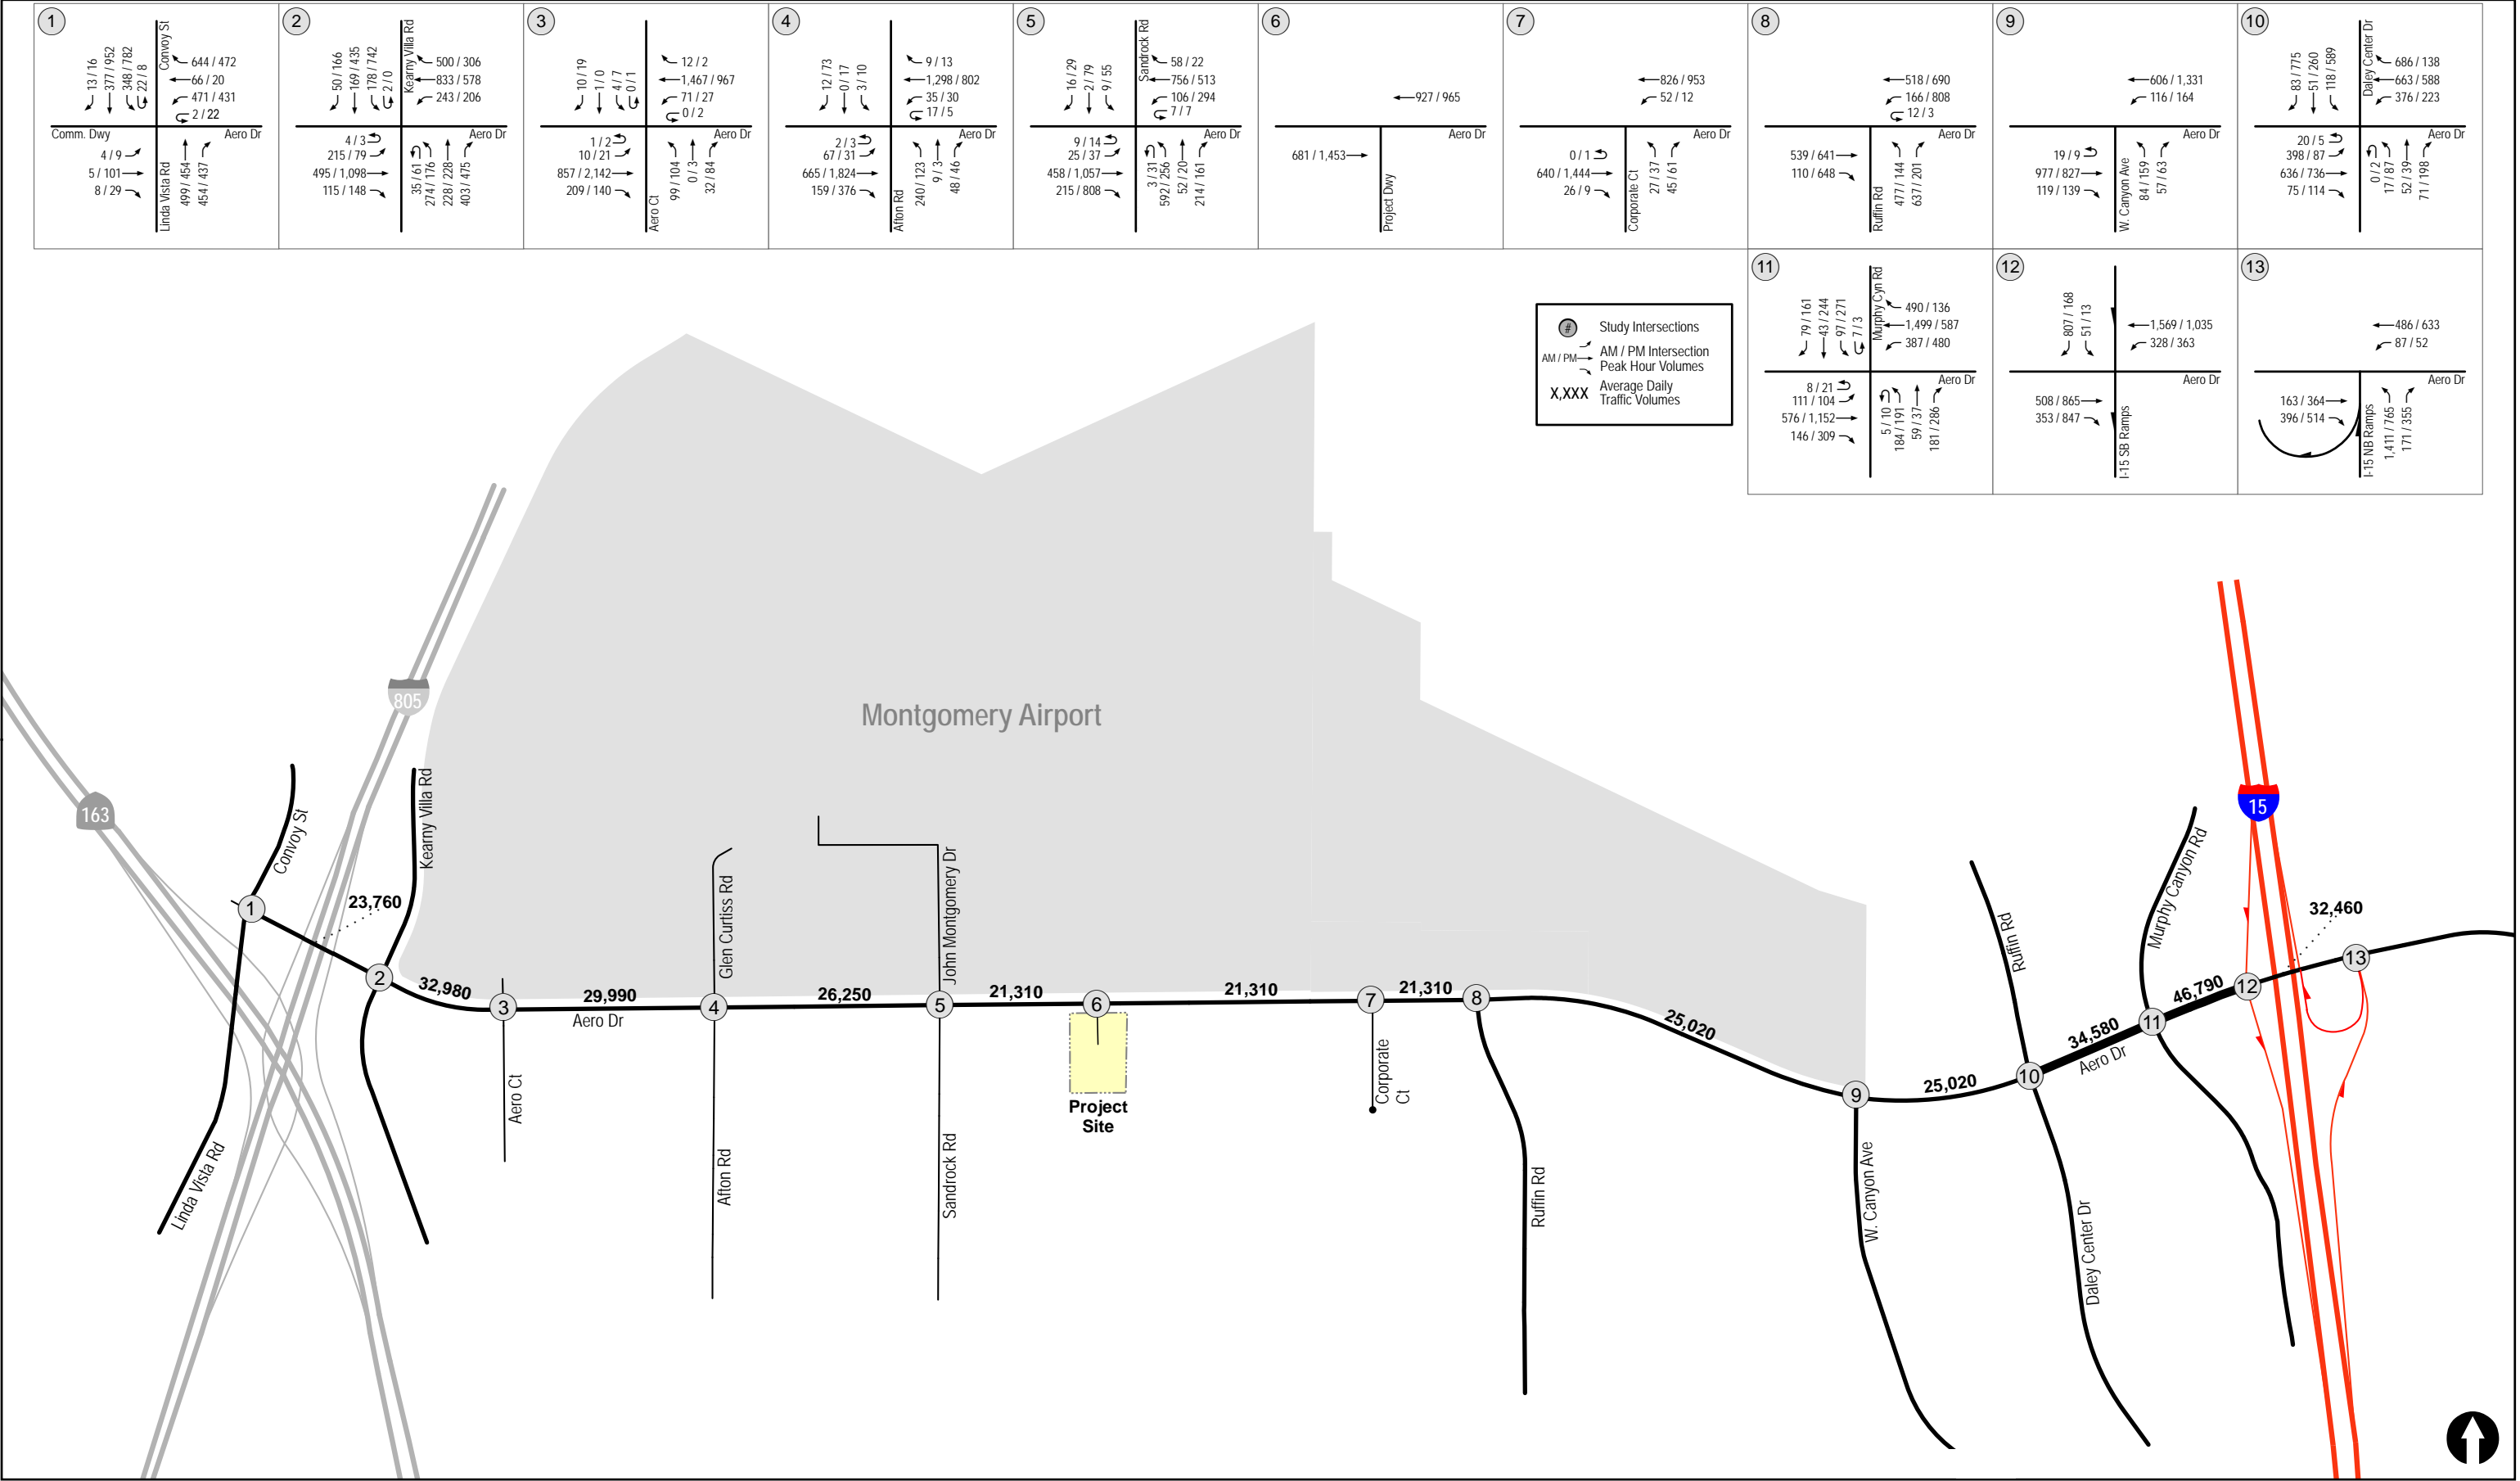 1
Convoy St
13 / 16
377 / 952
348 / 782
22 / 8
644 / 472
66 / 20
471 / 431
2 / 22
Comm. Dwy
Aero Dr
4 / 9
5 / 101
8 / 29
Linda Vista Rd
499 / 454
454 / 437
2
Kearny Villa Rd
50 / 166
169 / 435
178 / 742
2 / 0
500 / 306
833 / 578
243 / 206
Aero Dr
4 / 3
215 / 79
495 / 1,098
115 / 148
35 / 61
274 / 176
228 / 228
403 / 475
3
10 / 19
1 / 0
4 / 7
0 / 1
12 / 2
1,467 / 967
71 / 27
0 / 2
Aero Dr
1 / 2
10 / 21
857 / 2,142
209 / 140
Aero Ct
99 / 104
0 / 3
32 / 84
4
12 / 73
0 / 17
3 / 10
9 / 13
1,298 / 802
35 / 30
17 / 5
Aero Dr
2 / 3
67 / 31
665 / 1,824
159 / 376
Afton Rd
240 / 123
9 / 3
48 / 46
5
Sandrock Rd
16 / 29
2 / 79
9 / 55
58 / 22
756 / 513
106 / 294
7 / 7
Aero Dr
9 / 14
25 / 37
458 / 1,057
215 / 808
3 / 31
592 / 256
52 / 20
214 / 161
6
927 / 965
Aero Dr
681 / 1,453
Project Dwy
7
826 / 953
52 / 12
Aero Dr
0 / 1
640 / 1,444
26 / 9
Corporate Ct
27 / 37
45 / 61
8
518 / 690
166 / 808
12 / 3
Aero Dr
539 / 641
110 / 648
Ruffin Rd
477 / 144
637 / 201
9
606 / 1,331
116 / 164
Aero Dr
19 / 9
977 / 827
119 / 139
W. Canyon Ave
84 / 159
57 / 63
10
Daley Center Dr
83 / 775
51 / 260
118 / 589
686 / 138
663 / 588
376 / 223
Aero Dr
20 / 5
398 / 87
636 / 736
75 / 114
0 / 2
17 / 87
52 / 39
71 / 198
11
Murphy Cyn Rd
79 / 161
43 / 244
97 / 271
7 / 3
490 / 136
1,499 / 587
387 / 480
Aero Dr
8 / 21
111 / 104
576 / 1,152
146 / 309
5 / 10
184 / 191
59 / 37
181 / 286
12
807 / 168
51 / 13
1,569 / 1,035
328 / 363
Aero Dr
508 / 865
353 / 847
I-15 SB Ramps
13
486 / 633
87 / 52
Aero Dr
163 / 364
396 / 514
I-15 NB Ramps
1,411 / 765
171 / 355
# Study Intersections
AM / PM AM / PM Intersection
Peak Hour Volumes
X,XXX Average Daily
Traffic Volumes
Montgomery Airport
805
163
15
Convoy St
Kearny Villa Rd
Linda Vista Rd
23,760
32,980
29,990
26,250
21,310
21,310
21,310
25,020
25,020
34,580
46,790
32,460
1
2
3
4
5
6
7
8
9
10
11
12
13
Aero Dr
Aero Dr
Glen Curtiss Rd
John Montgomery Dr
Aero Ct
Afton Rd
Sandrock Rd
Project
Site
Corporate
Ct
Ruffin Rd
W. Canyon Ave
Ruffin Rd
Daley Center Dr
Murphy Canyon Rd